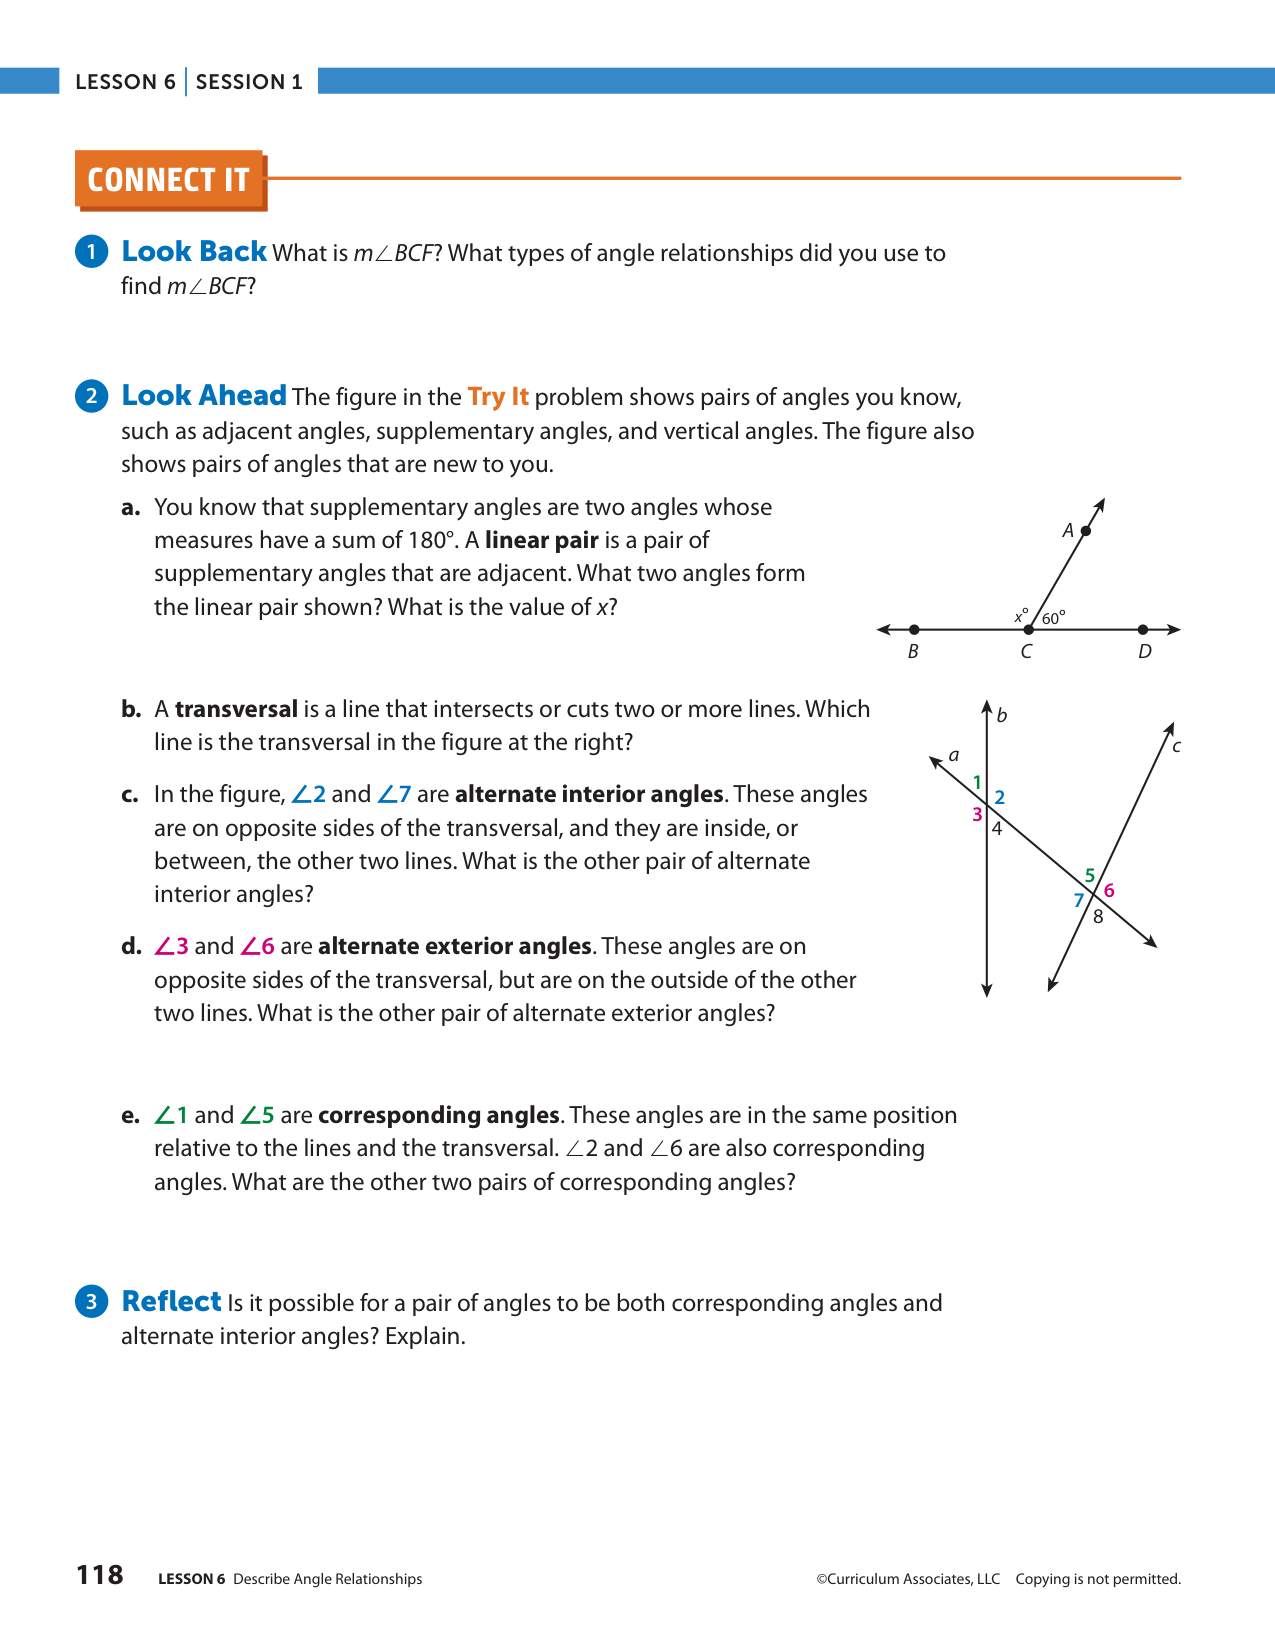 LESSON 6 | SESSION 1
CONNECT IT
1 Look Back What is m∠BCF? What types of angle relationships did you use to
find m∠BCF?
2 Look Ahead The figure in the Try It problem shows pairs of angles you know,
such as adjacent angles, supplementary angles, and vertical angles. The figure also
shows pairs of angles that are new to you.
a. You know that supplementary angles are two angles whose
measures have a sum of 180°. A linear pair is a pair of
supplementary angles that are adjacent. What two angles form
the linear pair shown? What is the value of x?
A
x° 60°
B C D
b. A transversal is a line that intersects or cuts two or more lines. Which
line is the transversal in the figure at the right?
c. In the figure, ∠2 and ∠7 are alternate interior angles. These angles
are on opposite sides of the transversal, and they are inside, or
between, the other two lines. What is the other pair of alternate
interior angles?
d. ∠3 and ∠6 are alternate exterior angles. These angles are on
opposite sides of the transversal, but are on the outside of the other
two lines. What is the other pair of alternate exterior angles?
b
c
a
1
2
3
4
5
6
7
8
e. ∠1 and ∠5 are corresponding angles. These angles are in the same position
relative to the lines and the transversal. ∠2 and ∠6 are also corresponding
angles. What are the other two pairs of corresponding angles?
3 Reflect Is it possible for a pair of angles to be both corresponding angles and
alternate interior angles? Explain.
118 LESSON 6 Describe Angle Relationships ©Curriculum Associates, LLC Copying is not permitted.